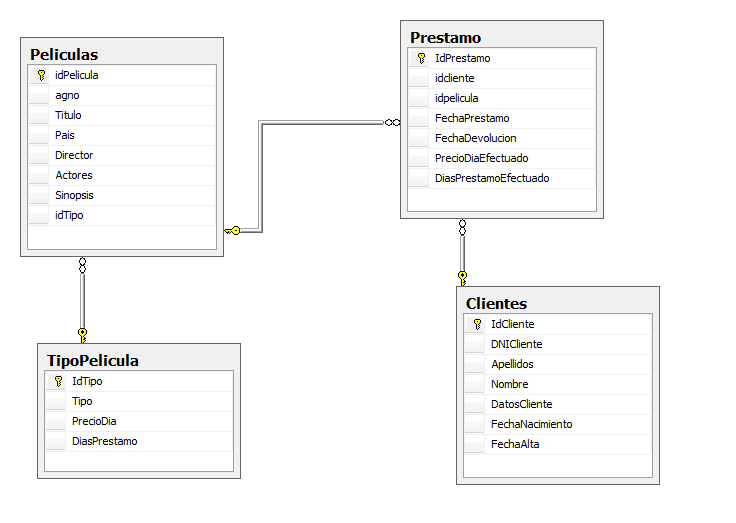 Peliculas
idPelicula
agno
Titulo
Pais
Director
Actores
Sinopsis
idTipo
Prestamo
IdPrestamo
idcliente
idpelicula
FechaPrestamo
FechaDevolucion
PrecioDiaEfectuado
DiasPrestamoEfectuado
TipoPelicula
IdTipo
Tipo
PrecioDia
DiasPrestamo
Clientes
IdCliente
DNICliente
Apellidos
Nombre
DatosCliente
FechaNacimiento
FechaAlta